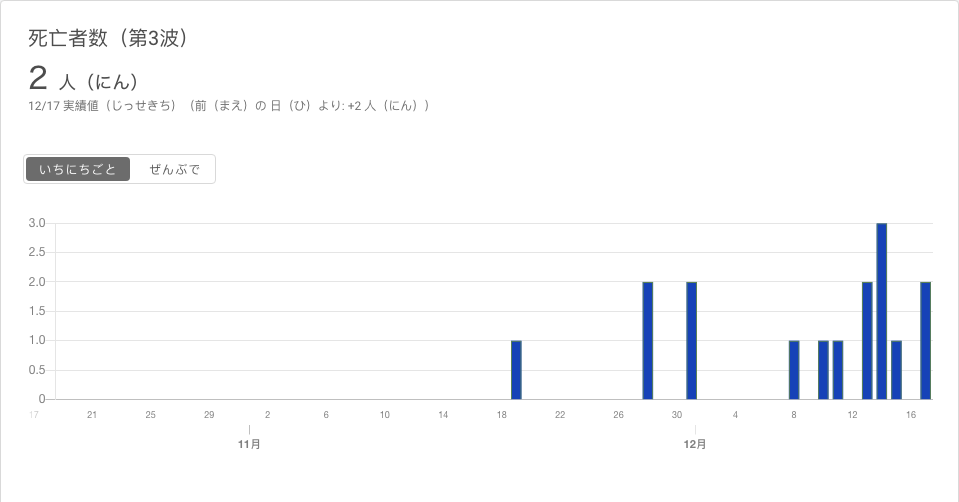 死亡者数（第3波）
2 人（にん）
12/17 実績値（じっせきち）（前（まえ）の 日（ひ）より: +2 人（にん））
いちにちごと ぜんぶで
3.0
2.5
2.0
1.5
1.0
0.5
0
17 21 25 29 2 6 10 14 18 22 26 30 4 8 12 16
11月 12月